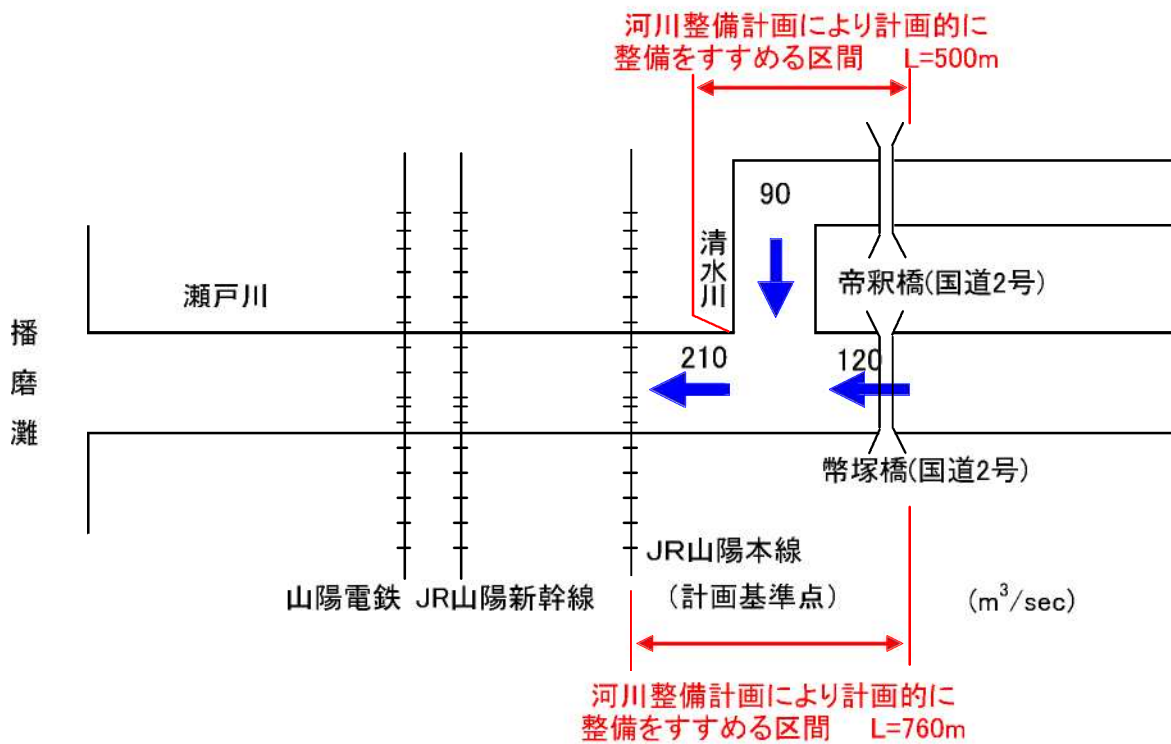 河川整備計画により計画的に
整備をすすめる区間 L=500m
90
清水川
瀬戸川
帝釈橋(国道2号)
播磨灘
210
120
幣塚橋(国道2号)
JR山陽本線
山陽電鉄 JR山陽新幹線 (計画基準点) (m³/sec)
河川整備計画により計画的に
整備をすすめる区間 L=760m